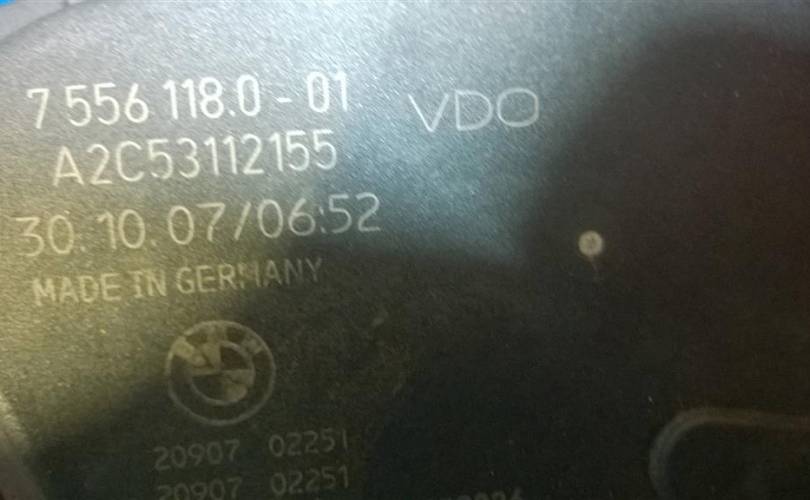 7 556 118.0 - 01 VDO
A2C53112155
30.10.07/06:52
MADE IN GERMANY
BMW
20907 02251
20907 02251